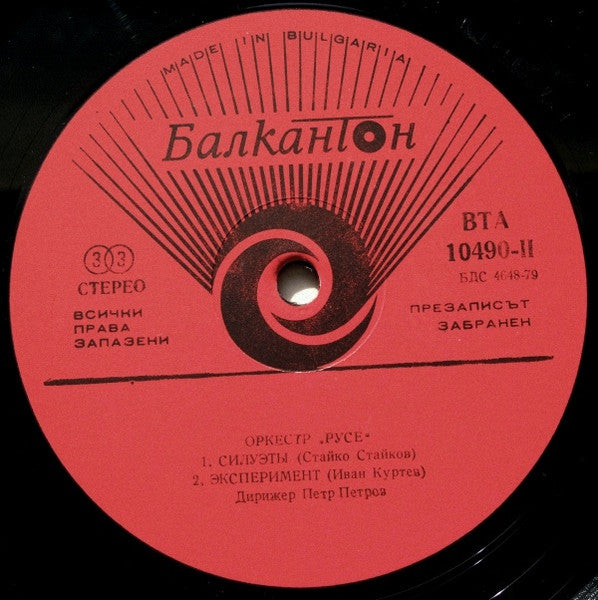 MADE IN BULGARIA
Балкантон
ВТА
10490-II
БДС 4648-79
33
СТЕРЕО
ВСИЧКИ
ПРАВА
ЗАПАЗЕНИ
ПРЕЗАПИСЪТ
ЗАБРАНЕН
ОРКЕСТР „РУСЕ“
1. СИЛУЭТЫ (Стайко Стайков)
2. ЭКСПЕРИМЕНТ (Иван Куртев)
Дирижер Петр Петров